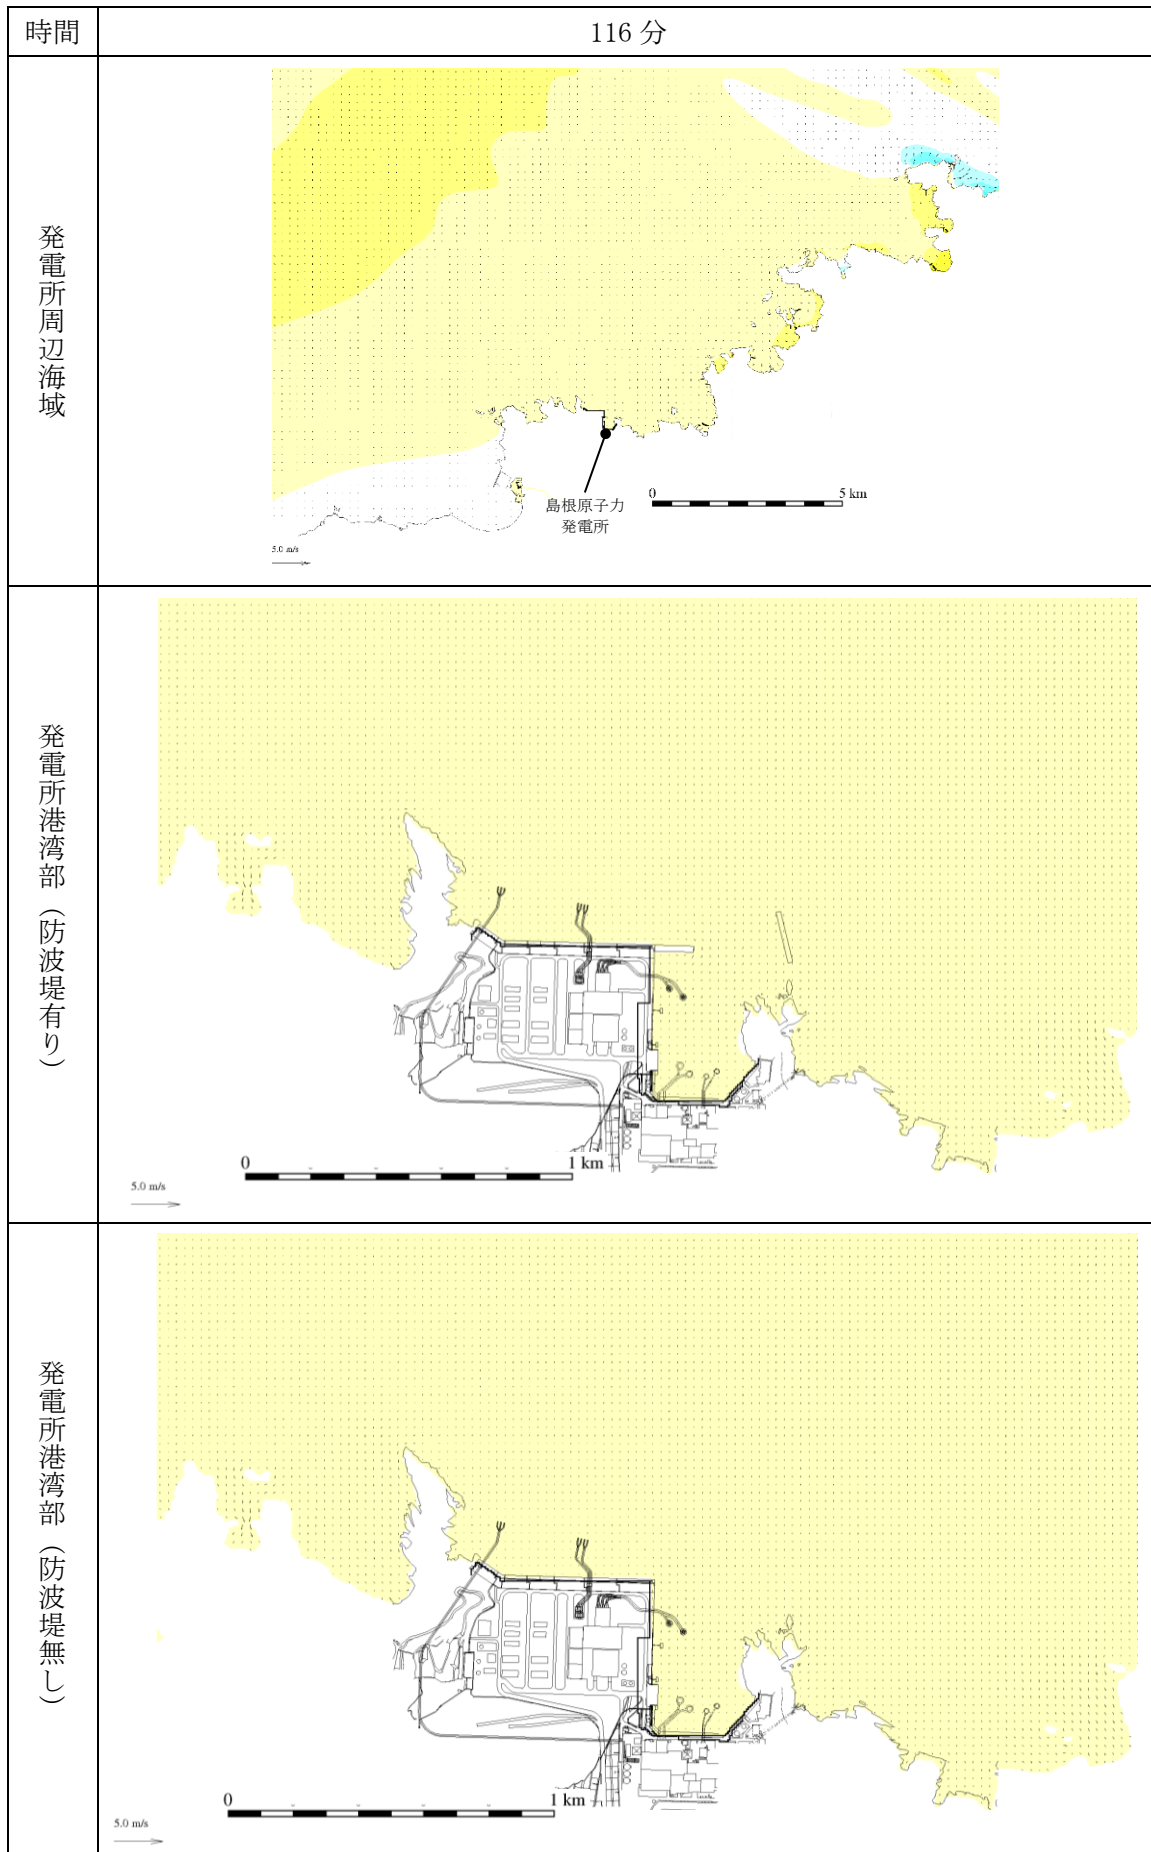 時間
116 分
発電所周辺海域
島根原子力
発電所
0
5 km
5.0 m/s
発電所港湾部（防波堤有り）
0
1 km
5.0 m/s
発電所港湾部（防波堤無し）
0
1 km
5.0 m/s